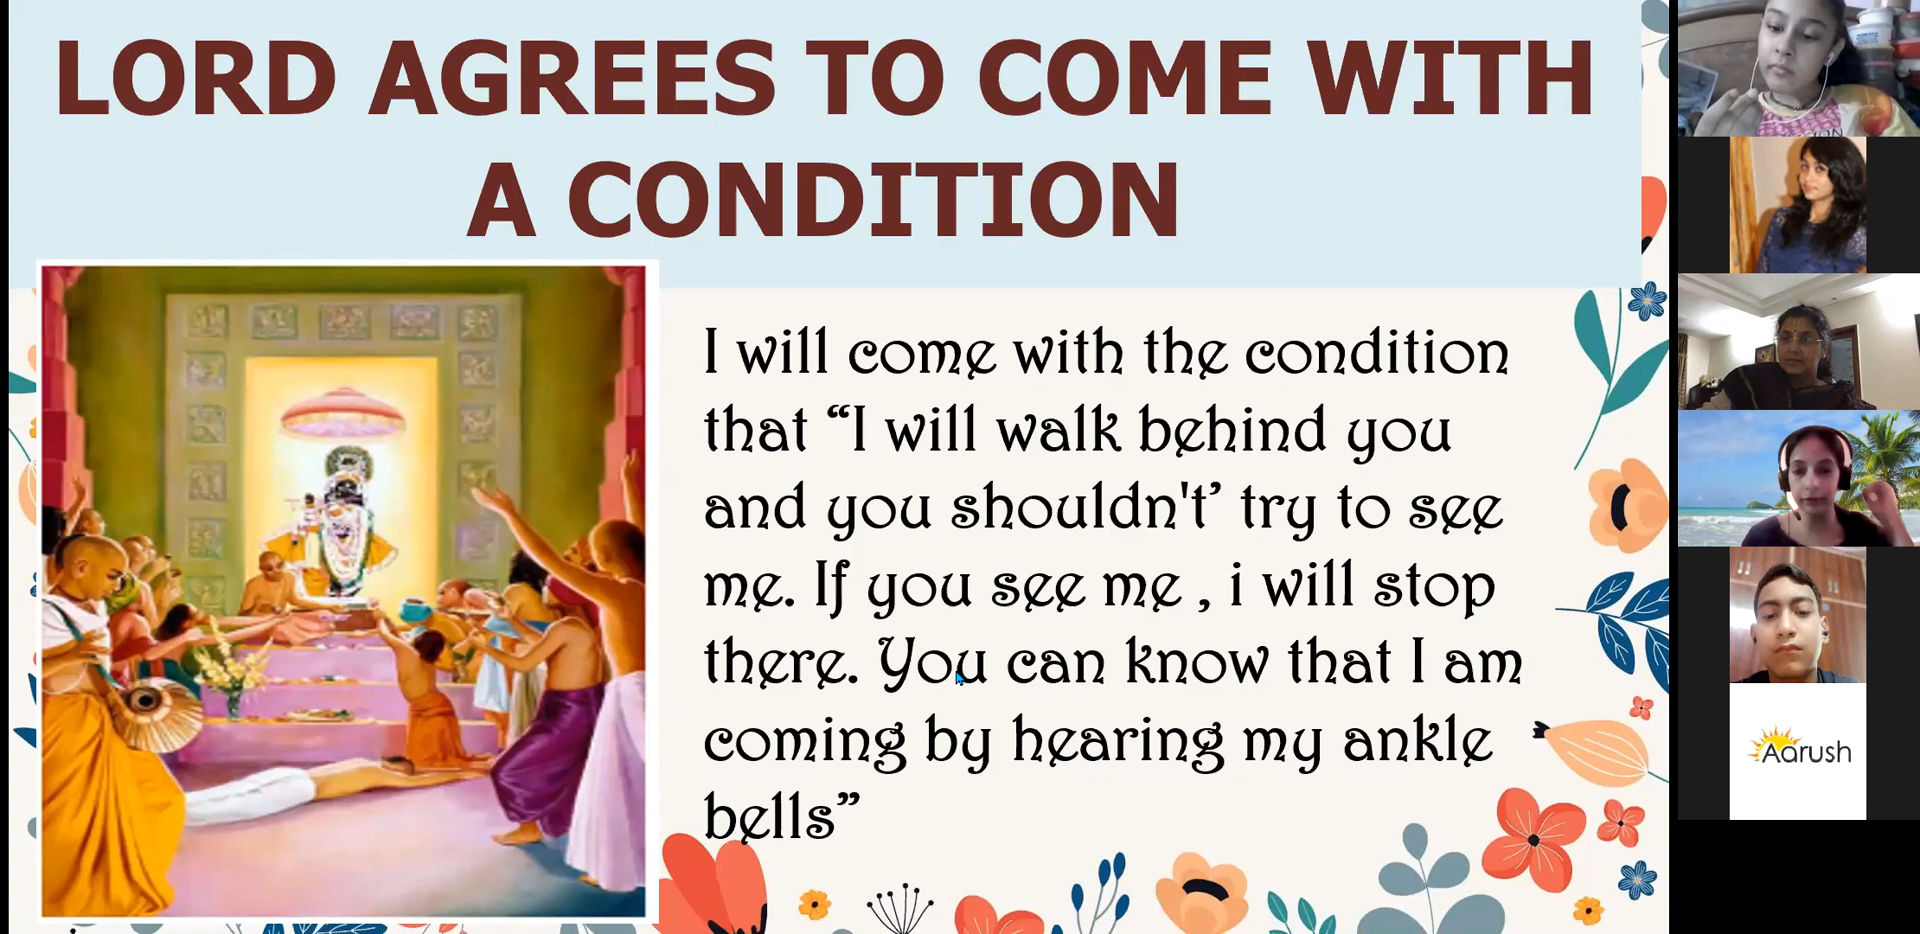 LORD AGREES TO COME WITH
A CONDITION
I will come with the condition
that “I will walk behind you
and you shouldn't’ try to see
me. If you see me , i will stop
there. You can know that I am
coming by hearing my ankle
bells”
Aarush